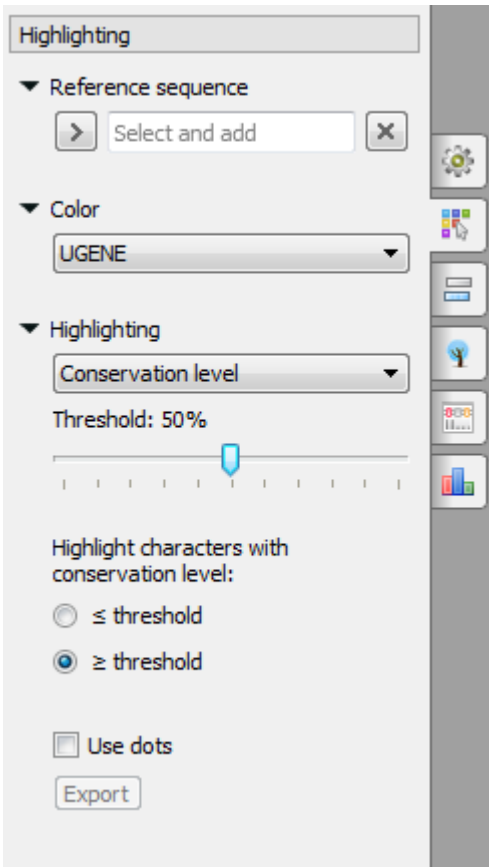 Highlighting
Reference sequence
Select and add
Color
UGENE
Highlighting
Conservation level
Threshold: 50%
Highlight characters with
conservation level:
≤ threshold
≥ threshold
Use dots
Export